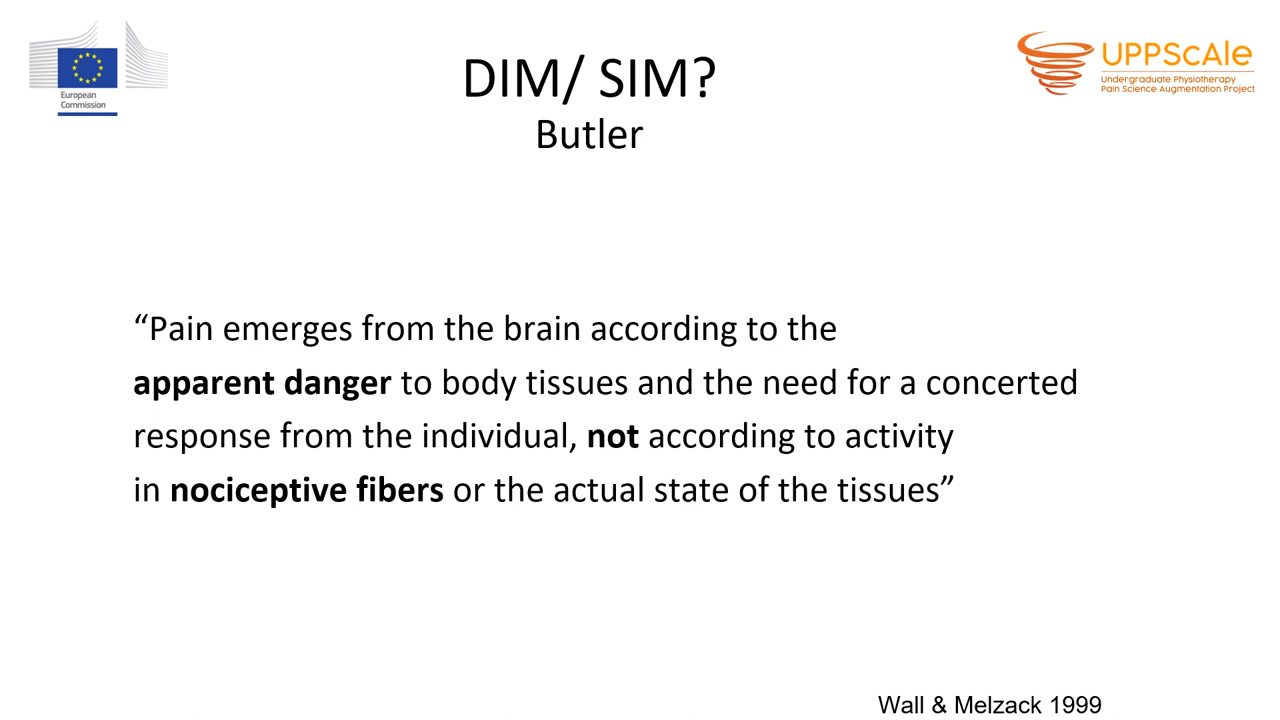 European
Commission
DIM/ SIM?
Butler
UPPScale
Undergraduate Physiotherapy
Pain Science Augmentation Project
“Pain emerges from the brain according to the
apparent danger to body tissues and the need for a concerted
response from the individual, not according to activity
in nociceptive fibers or the actual state of the tissues”
Wall & Melzack 1999